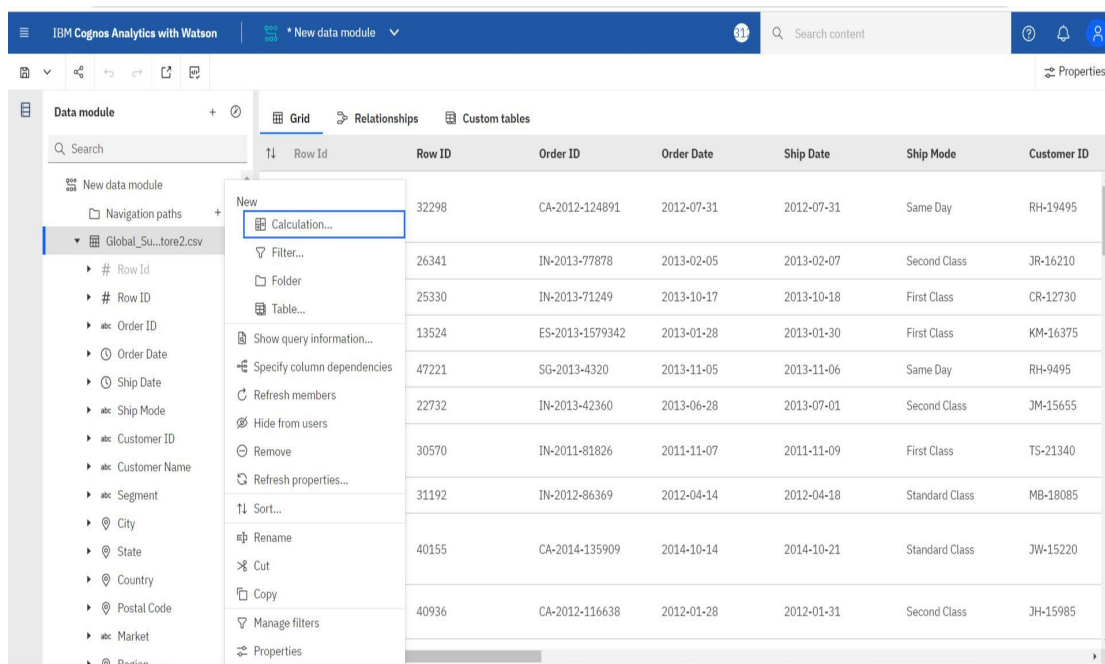 IBM Cognos Analytics with Watson
* New data module
Search content
Properties
Data module
Grid
Relationships
Custom tables
Search
Row Id Row ID Order ID Order Date Ship Date Ship Mode Customer ID
New data module
Navigation paths
Global_Su...tore2.csv
# Row Id
# Row ID
abc Order ID
Order Date
Ship Date
abc Ship Mode
abc Customer ID
abc Customer Name
abc Segment
City
State
Country
Postal Code
abc Market
Region
New
Calculation...
Filter...
Folder
Table...
Show query information...
Specify column dependencies
Refresh members
Hide from users
Remove
Refresh properties...
Sort...
Rename
Cut
Copy
Manage filters
Properties
32298 CA-2012-124891 2012-07-31 2012-07-31 Same Day RH-19495
26341 IN-2013-77878 2013-02-05 2013-02-07 Second Class JR-16210
25330 IN-2013-71249 2013-10-17 2013-10-18 First Class CR-12730
13524 ES-2013-1579342 2013-01-28 2013-01-30 First Class KM-16375
47221 SG-2013-4320 2013-11-05 2013-11-06 Same Day RH-9495
22732 IN-2013-42360 2013-06-28 2013-07-01 Second Class JM-15655
30570 IN-2011-81826 2011-11-07 2011-11-09 First Class TS-21340
31192 IN-2012-86369 2012-04-14 2012-04-18 Standard Class MB-18085
40155 CA-2014-135909 2014-10-14 2014-10-21 Standard Class JW-15220
40936 CA-2012-116638 2012-01-28 2012-01-31 Second Class JH-15985